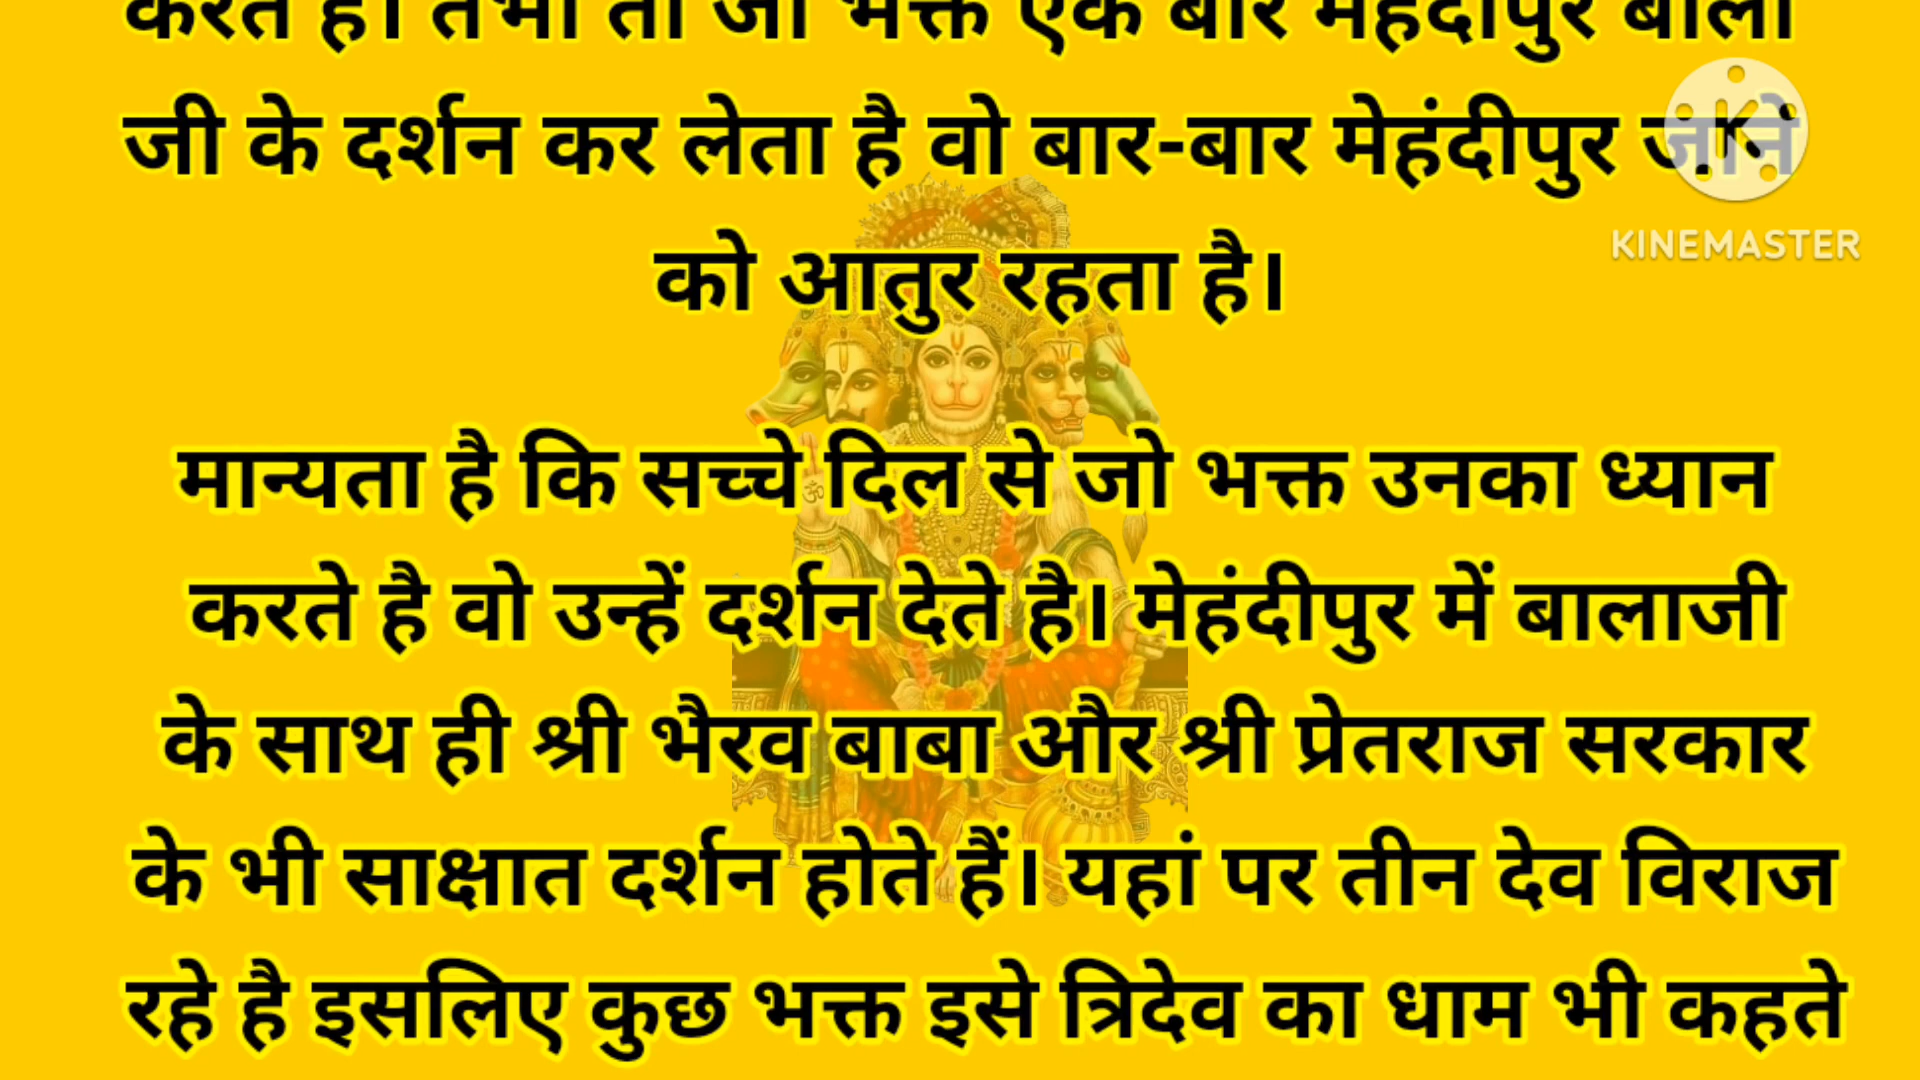 करते है। तभी तो जो भक्त एक बार मेहंदीपुर बाला
जी के दर्शन कर लेता है वो बार-बार मेहंदीपुर जाने
को आतुर रहता है।
KINEMASTER
मान्यता है कि सच्चे दिल से जो भक्त उनका ध्यान
करते है वो उन्हें दर्शन देते है। मेहंदीपुर में बालाजी
के साथ ही श्री भैरव बाबा और श्री प्रेतराज सरकार
के भी साक्षात दर्शन होते हैं। यहां पर तीन देव विराज
रहे है इसलिए कुछ भक्त इसे त्रिदेव का धाम भी कहते